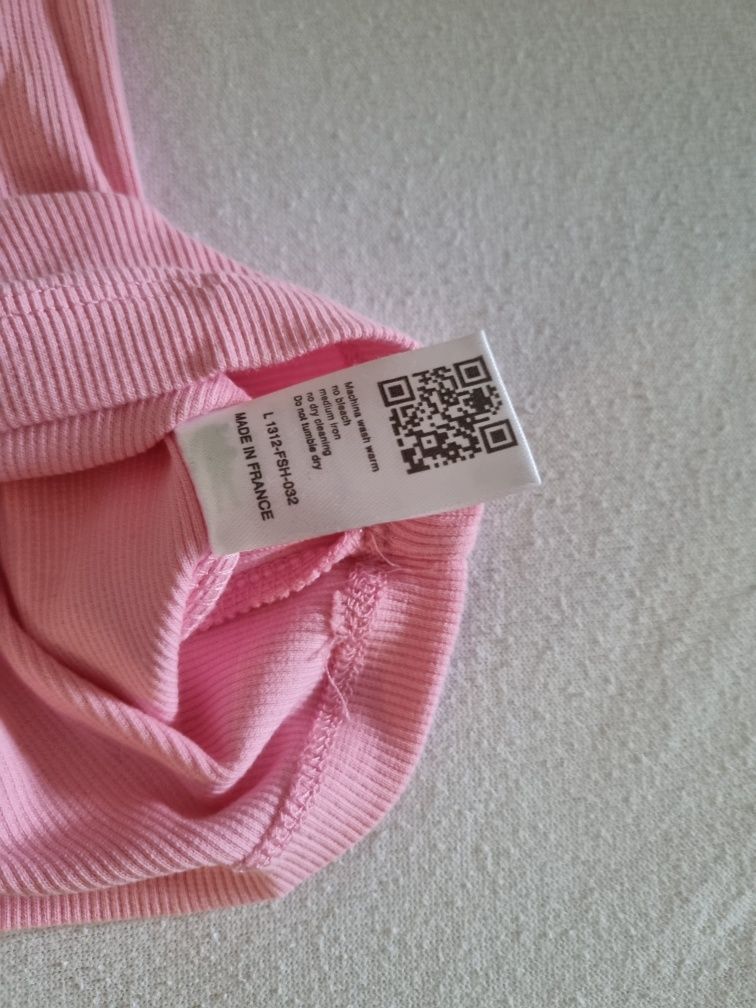 Machina wash warm
no bleach
medium iron
no dry cleaning
Do not tumble dry
L 1312-FSH-032
MADE IN FRANCE